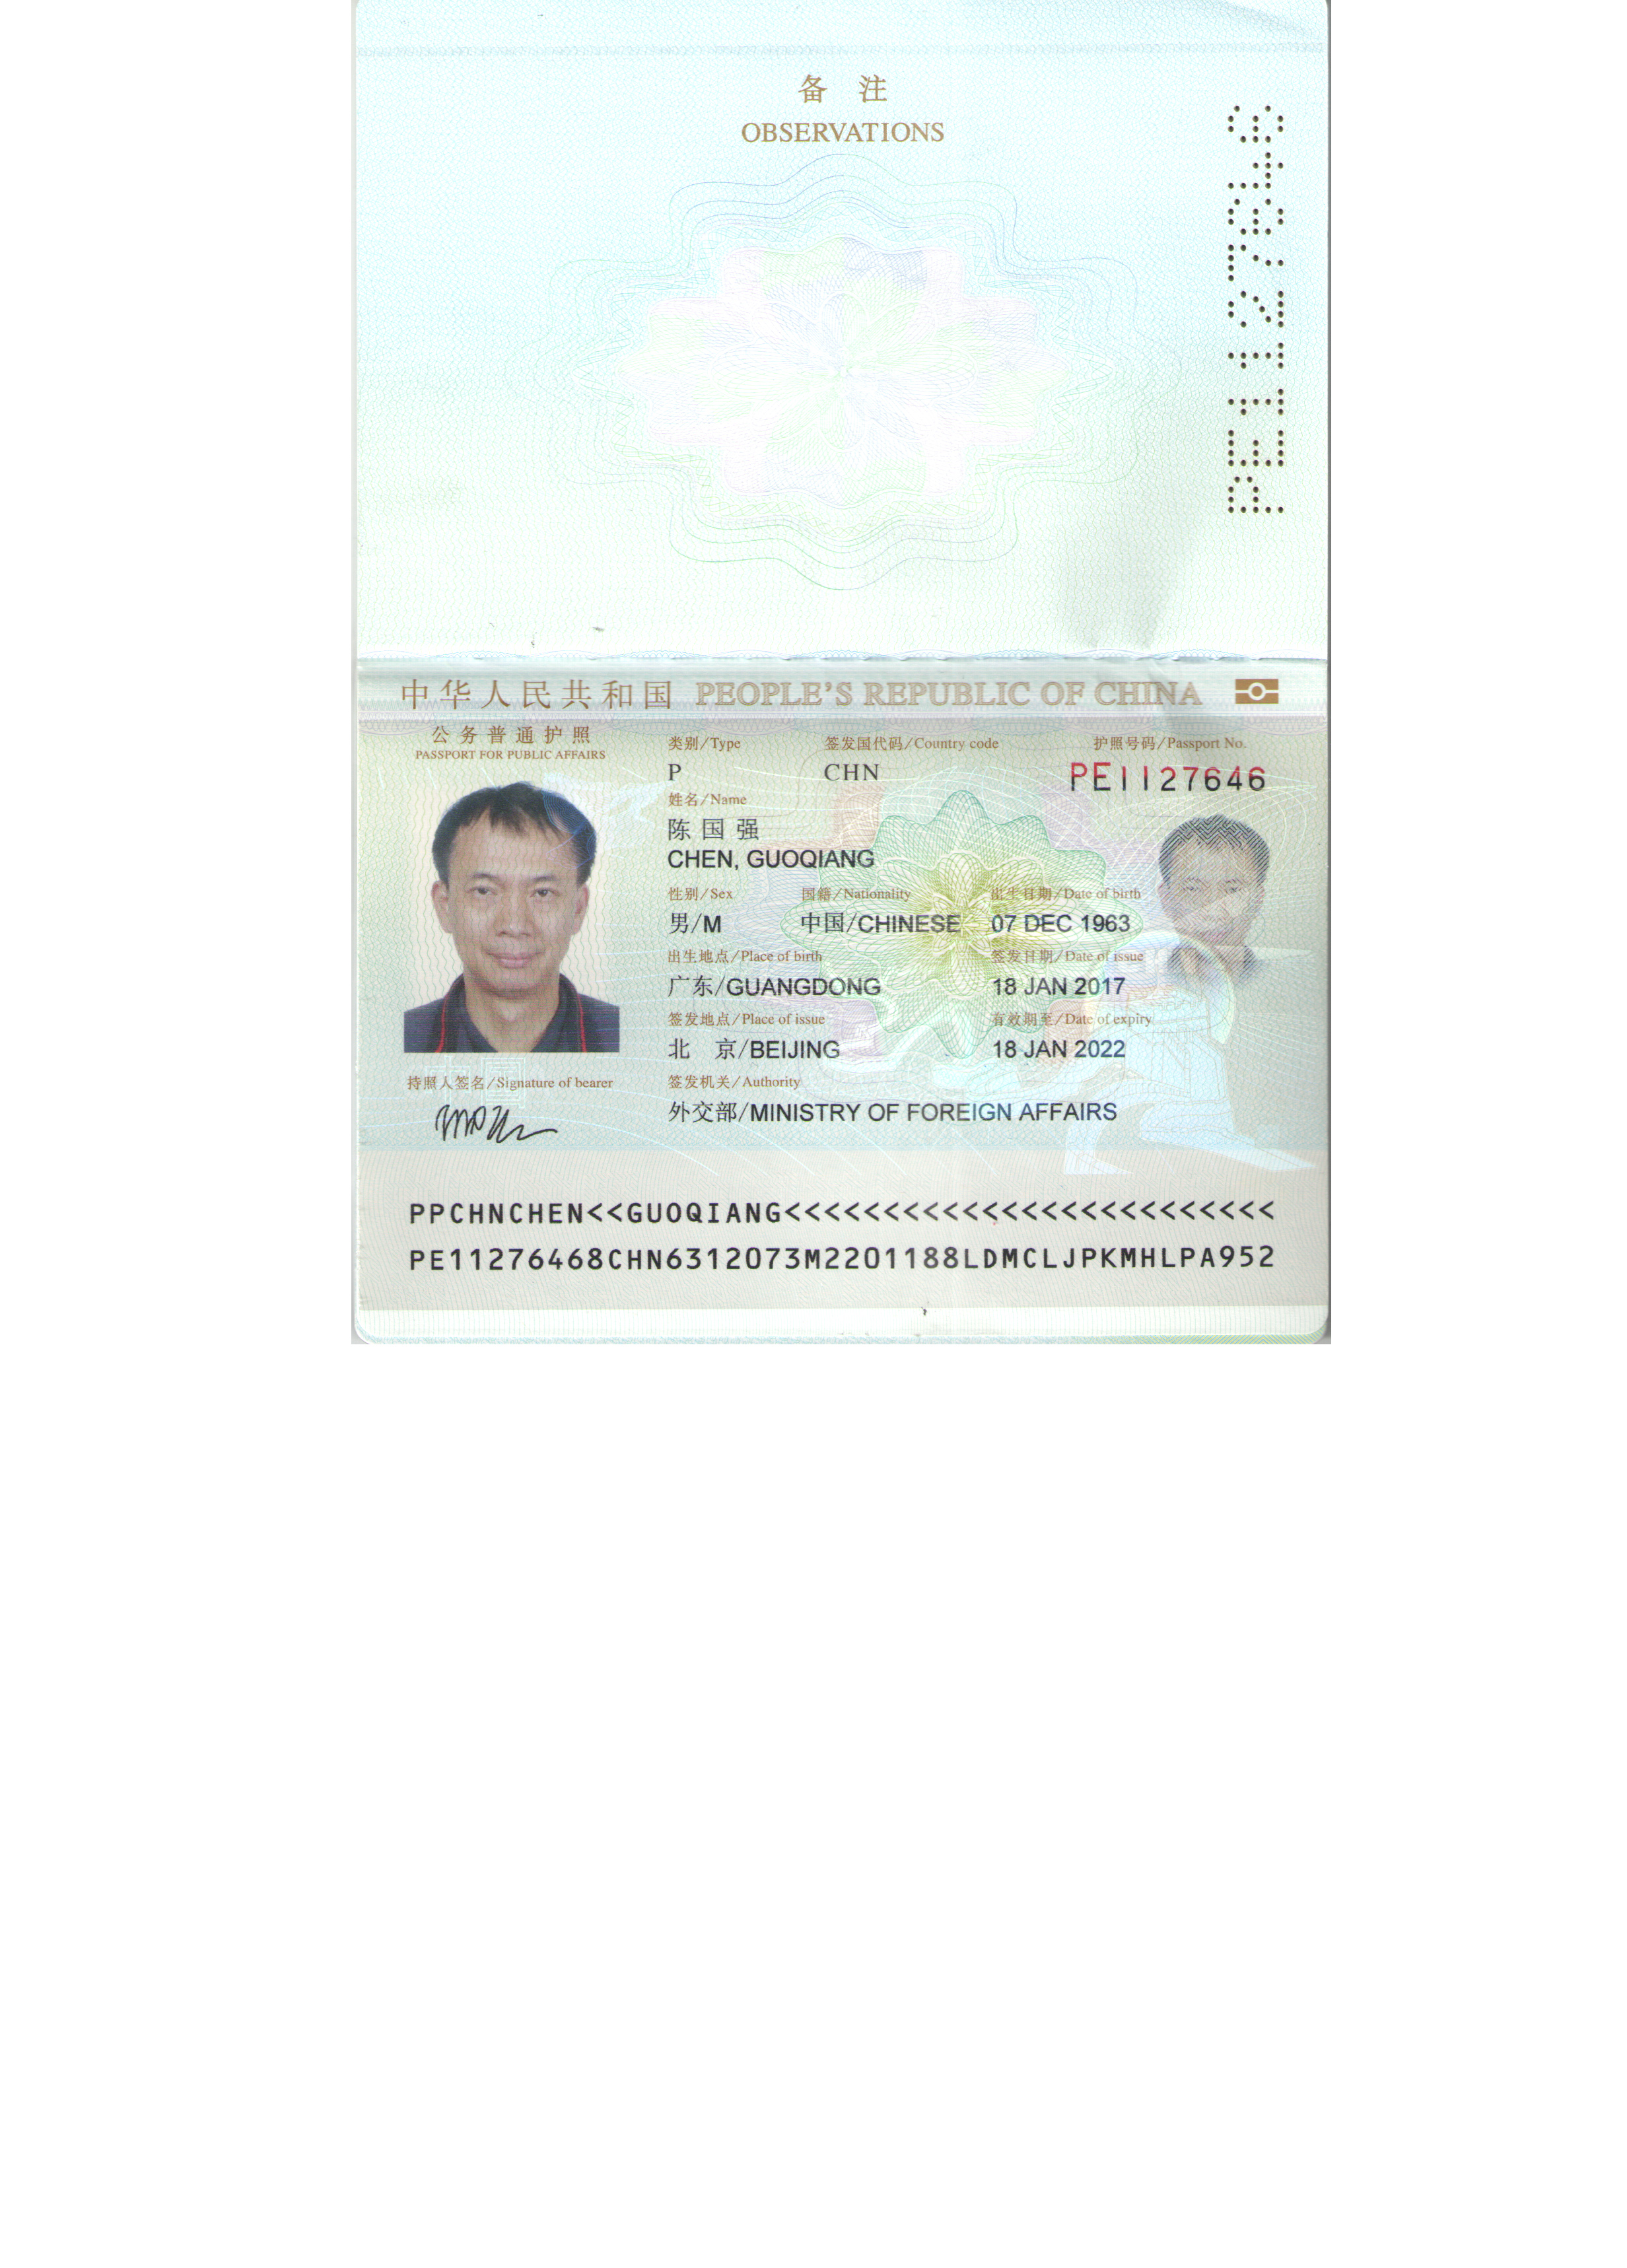 备 注
OBSERVATIONS
PE1127646
中华人民共和国 PEOPLE'S REPUBLIC OF CHINA
公务普通护照
PASSPORT FOR PUBLIC AFFAIRS
类别/Type 签发国代码/Country code 护照号码/Passport No.
P CHN PE1127646
姓名/Name
陈国强
CHEN, GUOQIANG
性别/Sex 国籍/Nationality 出生日期/Date of birth
男/M 中国/CHINESE 07 DEC 1963
出生地点/Place of birth 签发日期/Date of issue
广东/GUANGDONG 18 JAN 2017
签发地点/Place of issue 有效期至/Date of expiry
北 京/BEIJING 18 JAN 2022
持照人签名/Signature of bearer 签发机关/Authority
外交部/MINISTRY OF FOREIGN AFFAIRS
PPCHNCHEN<<GUOQIANG<<<<<<<<<<<<<<<<<<<<<<<<<
PE11276468CHN6312073M2201188LDMCLJPKMHLPA952